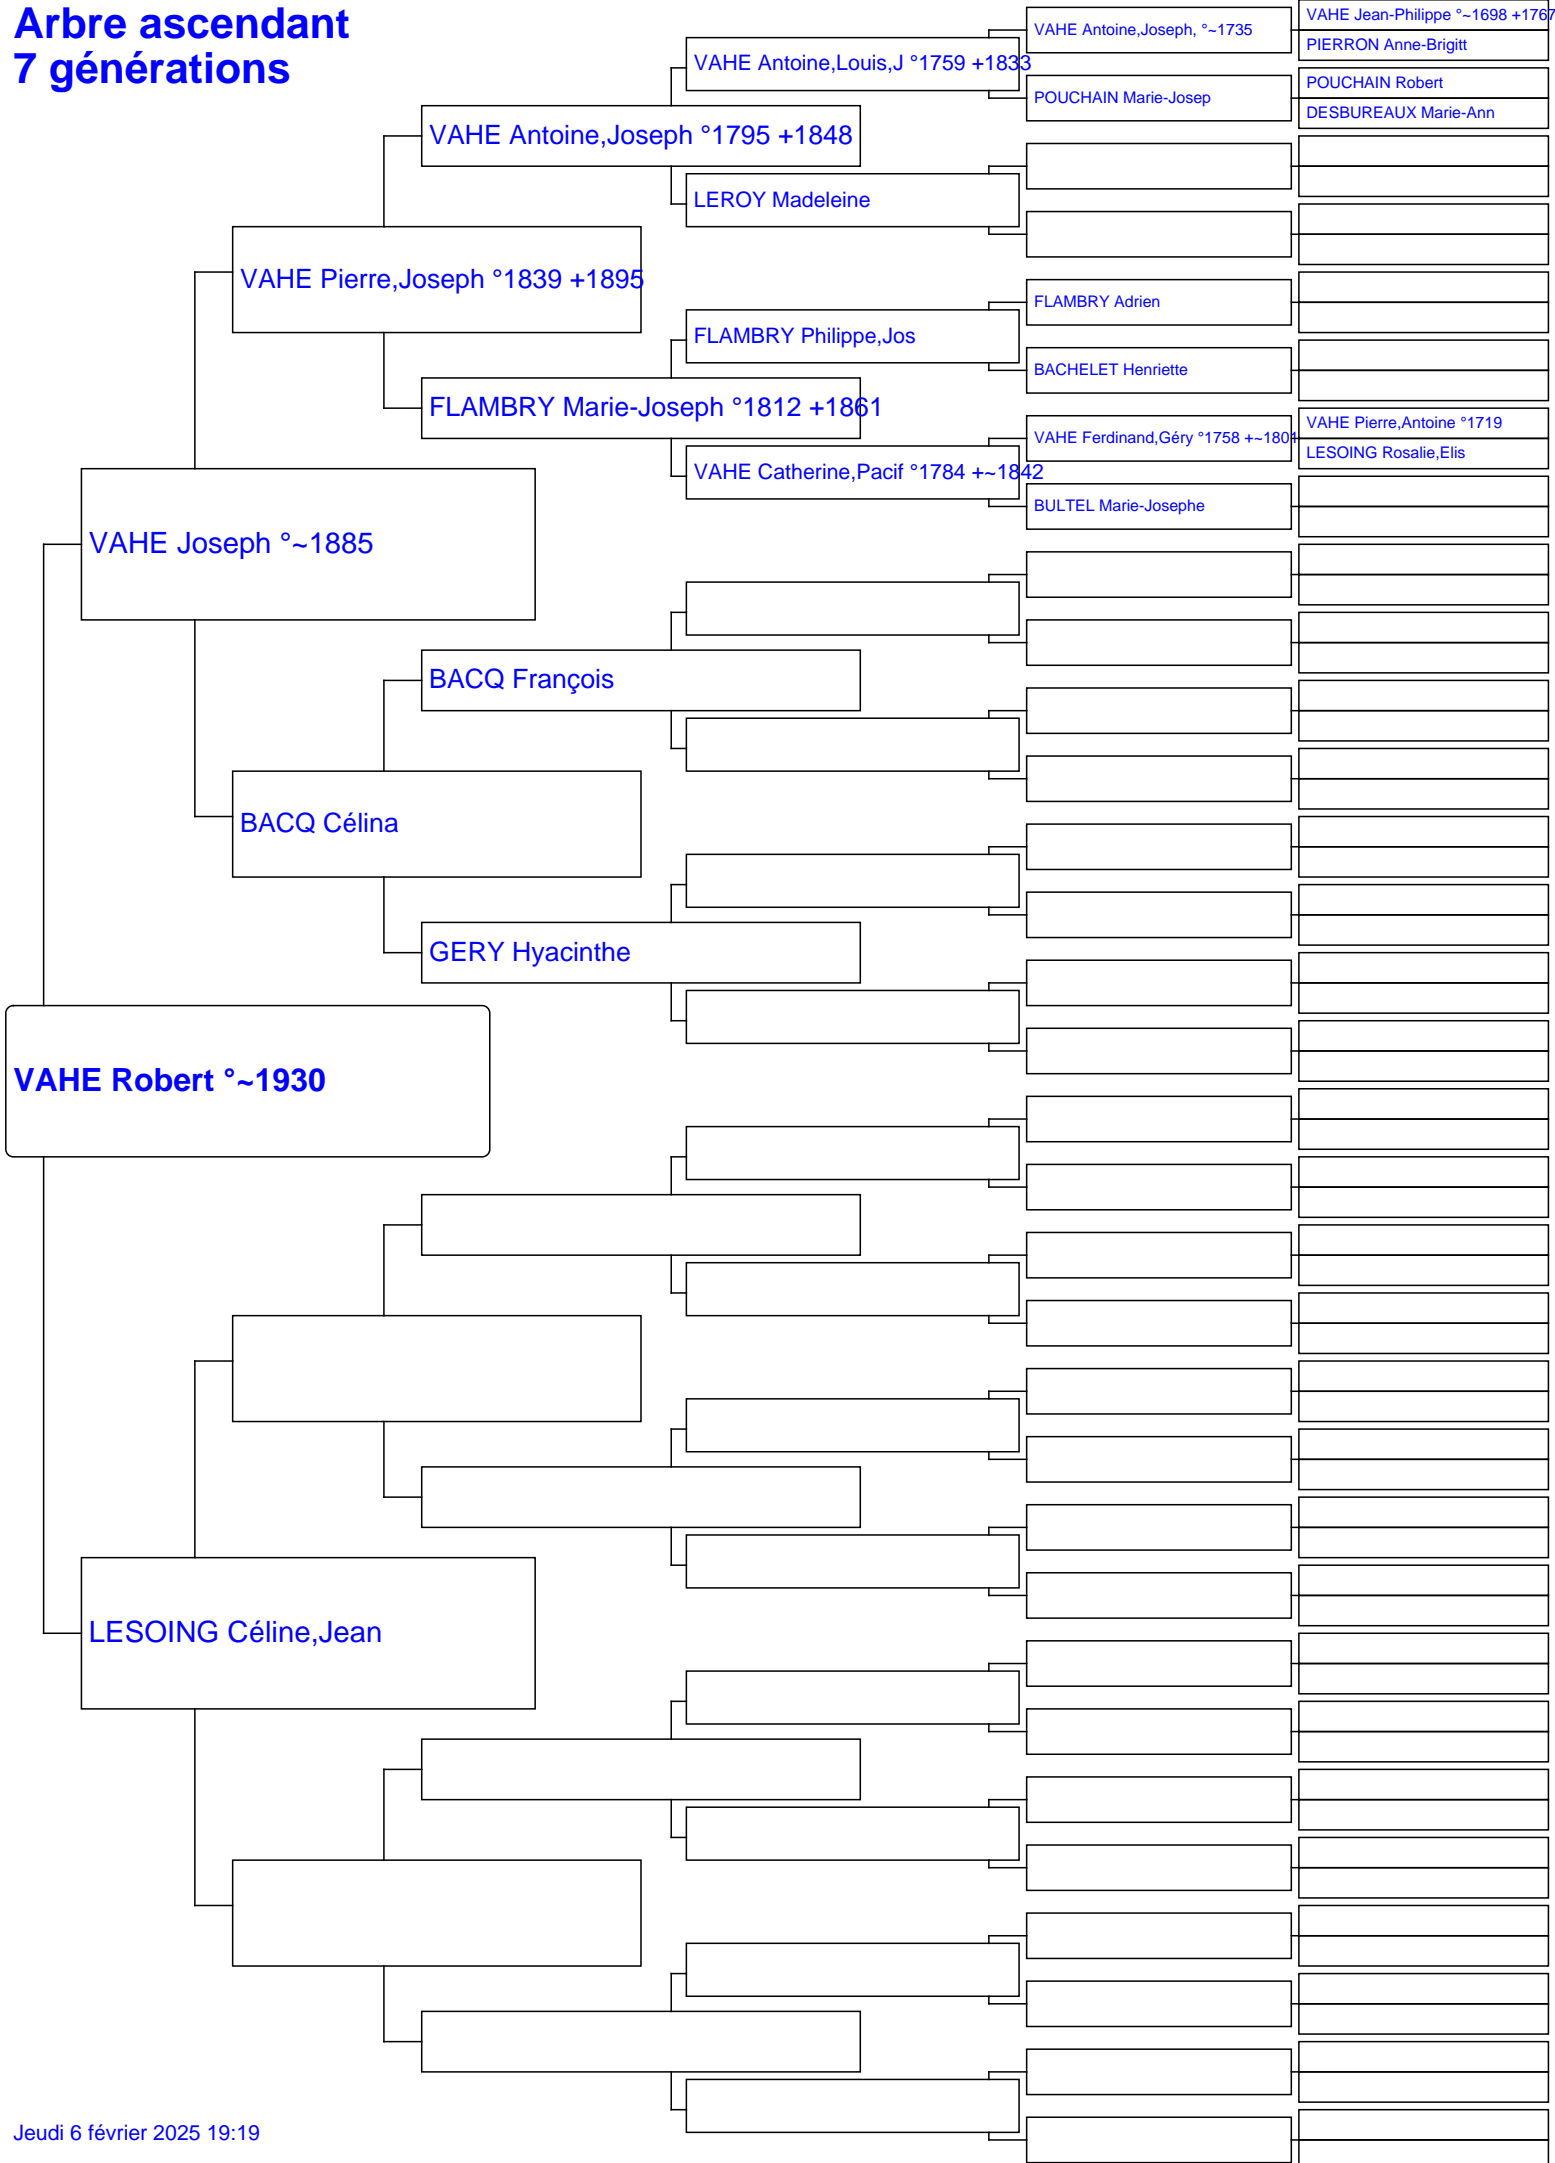 Arbre ascendant
7 générations
VAHE Jean-Philippe °~1698 +1767
VAHE Antoine,Joseph, °~1735
PIERRON Anne-Brigitt
VAHE Antoine,Louis,J °1759 +1833
POUCHAIN Robert
POUCHAIN Marie-Josep
DESBUREAUX Marie-Ann
VAHE Antoine,Joseph °1795 +1848
LEROY Madeleine
VAHE Pierre,Joseph °1839 +1895
FLAMBRY Adrien
FLAMBRY Philippe,Jos
BACHELET Henriette
FLAMBRY Marie-Joseph °1812 +1861
VAHE Pierre,Antoine °1719
VAHE Ferdinand,Géry °1758 +~1801
LESOING Rosalie,Elis
VAHE Catherine,Pacif °1784 +~1842
BULTEL Marie-Josephe
VAHE Joseph °~1885
BACQ François
BACQ Célina
GERY Hyacinthe
VAHE Robert °~1930
LESOING Céline,Jean
Jeudi 6 février 2025 19:19